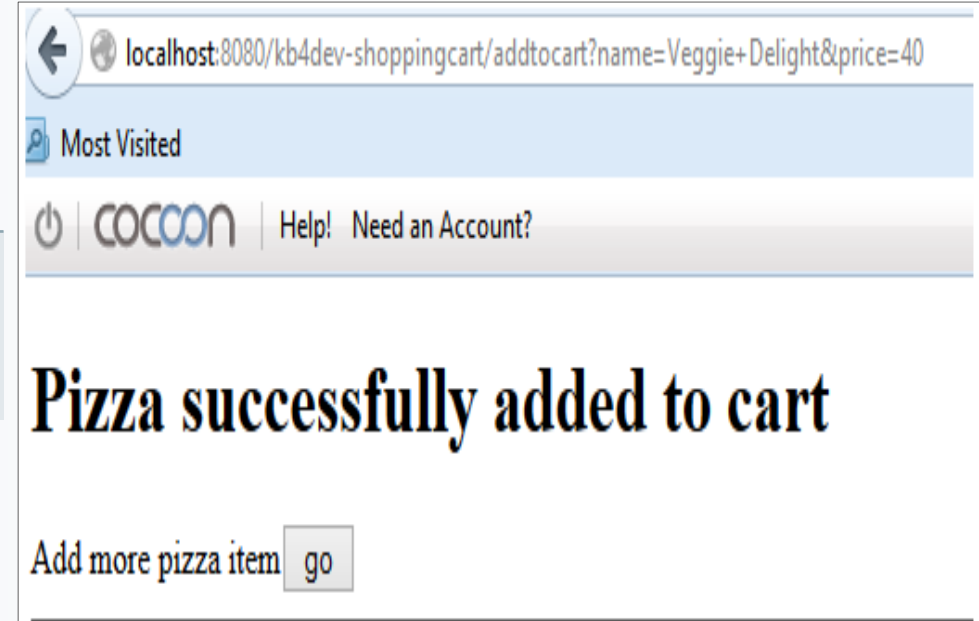 localhost:8080/kb4dev-shoppingcart/addtocart?name=Veggie+Delight&price=40
Most Visited
COCOON Help! Need an Account?
Pizza successfully added to cart
Add more pizza item go